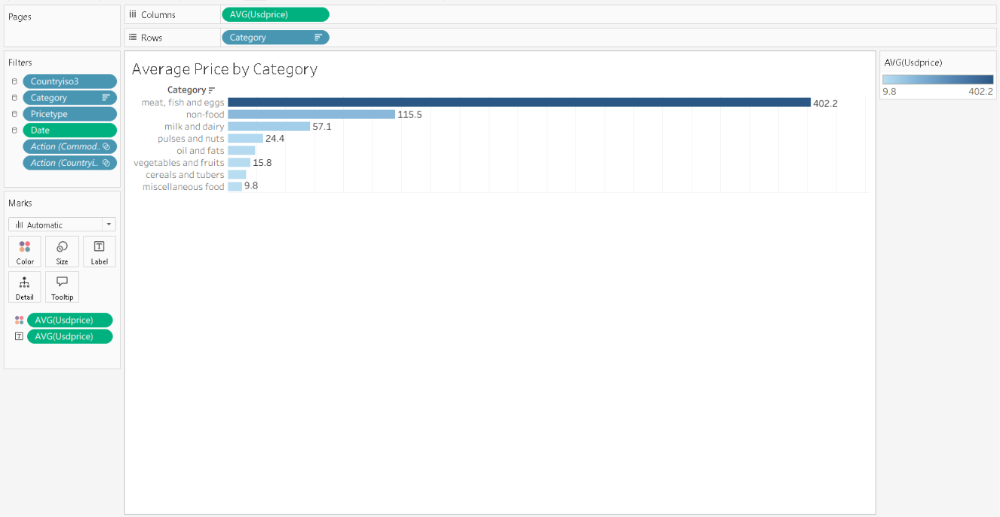 Pages
Columns
AVG(Usdprice)
Rows
Category
Filters
Countryiso3
Category
Pricetype
Date
Action (Commod..
Action (Countryi..
Marks
Automatic
Color
Size
Label
Detail
Tooltip
AVG(Usdprice)
AVG(Usdprice)
Average Price by Category
Category
meat, fish and eggs 402.2
non-food 115.5
milk and dairy 57.1
pulses and nuts 24.4
oil and fats
vegetables and fruits 15.8
cereals and tubers
miscellaneous food 9.8
AVG(Usdprice)
9.8 402.2